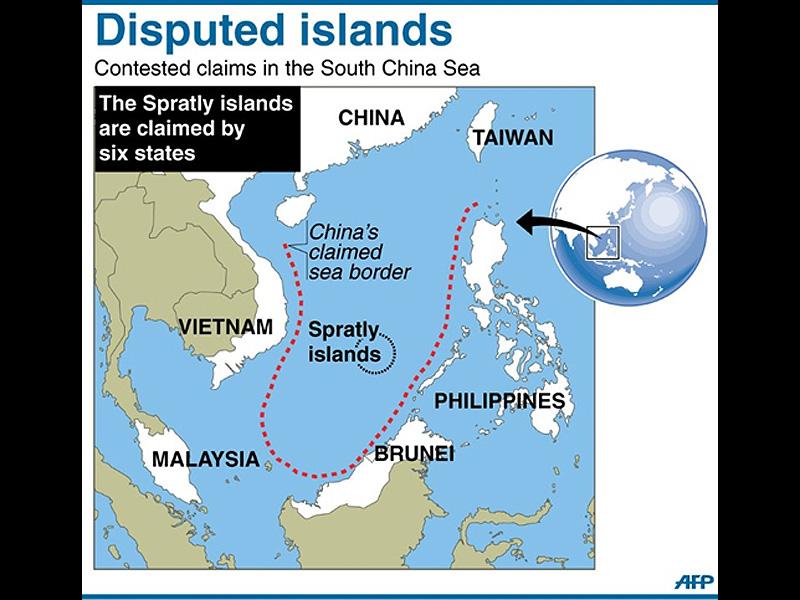 Disputed islands
Contested claims in the South China Sea
The Spratly islands
are claimed by
six states
CHINA
TAIWAN
China's
claimed
sea border
VIETNAM
Spratly
islands
PHILIPPINES
MALAYSIA
BRUNEI
AFP